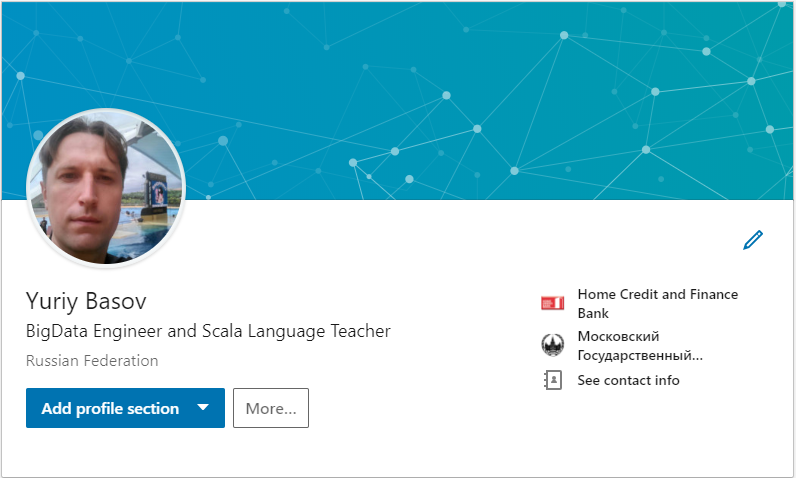 Yuriy Basov
BigData Engineer and Scala Language Teacher
Russian Federation
Add profile section
More...
Home Credit and Finance
Bank
Московский
Государственный...
See contact info